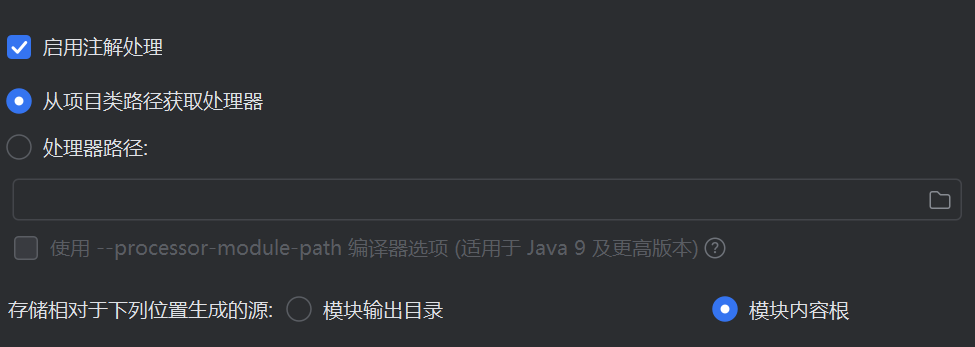 启用注解处理
从项目类路径获取处理器
处理器路径:
使用 --processor-module-path 编译器选项 (适用于 Java 9 及更高版本) ?
存储相对于下列位置生成的源: 模块输出目录 模块内容根